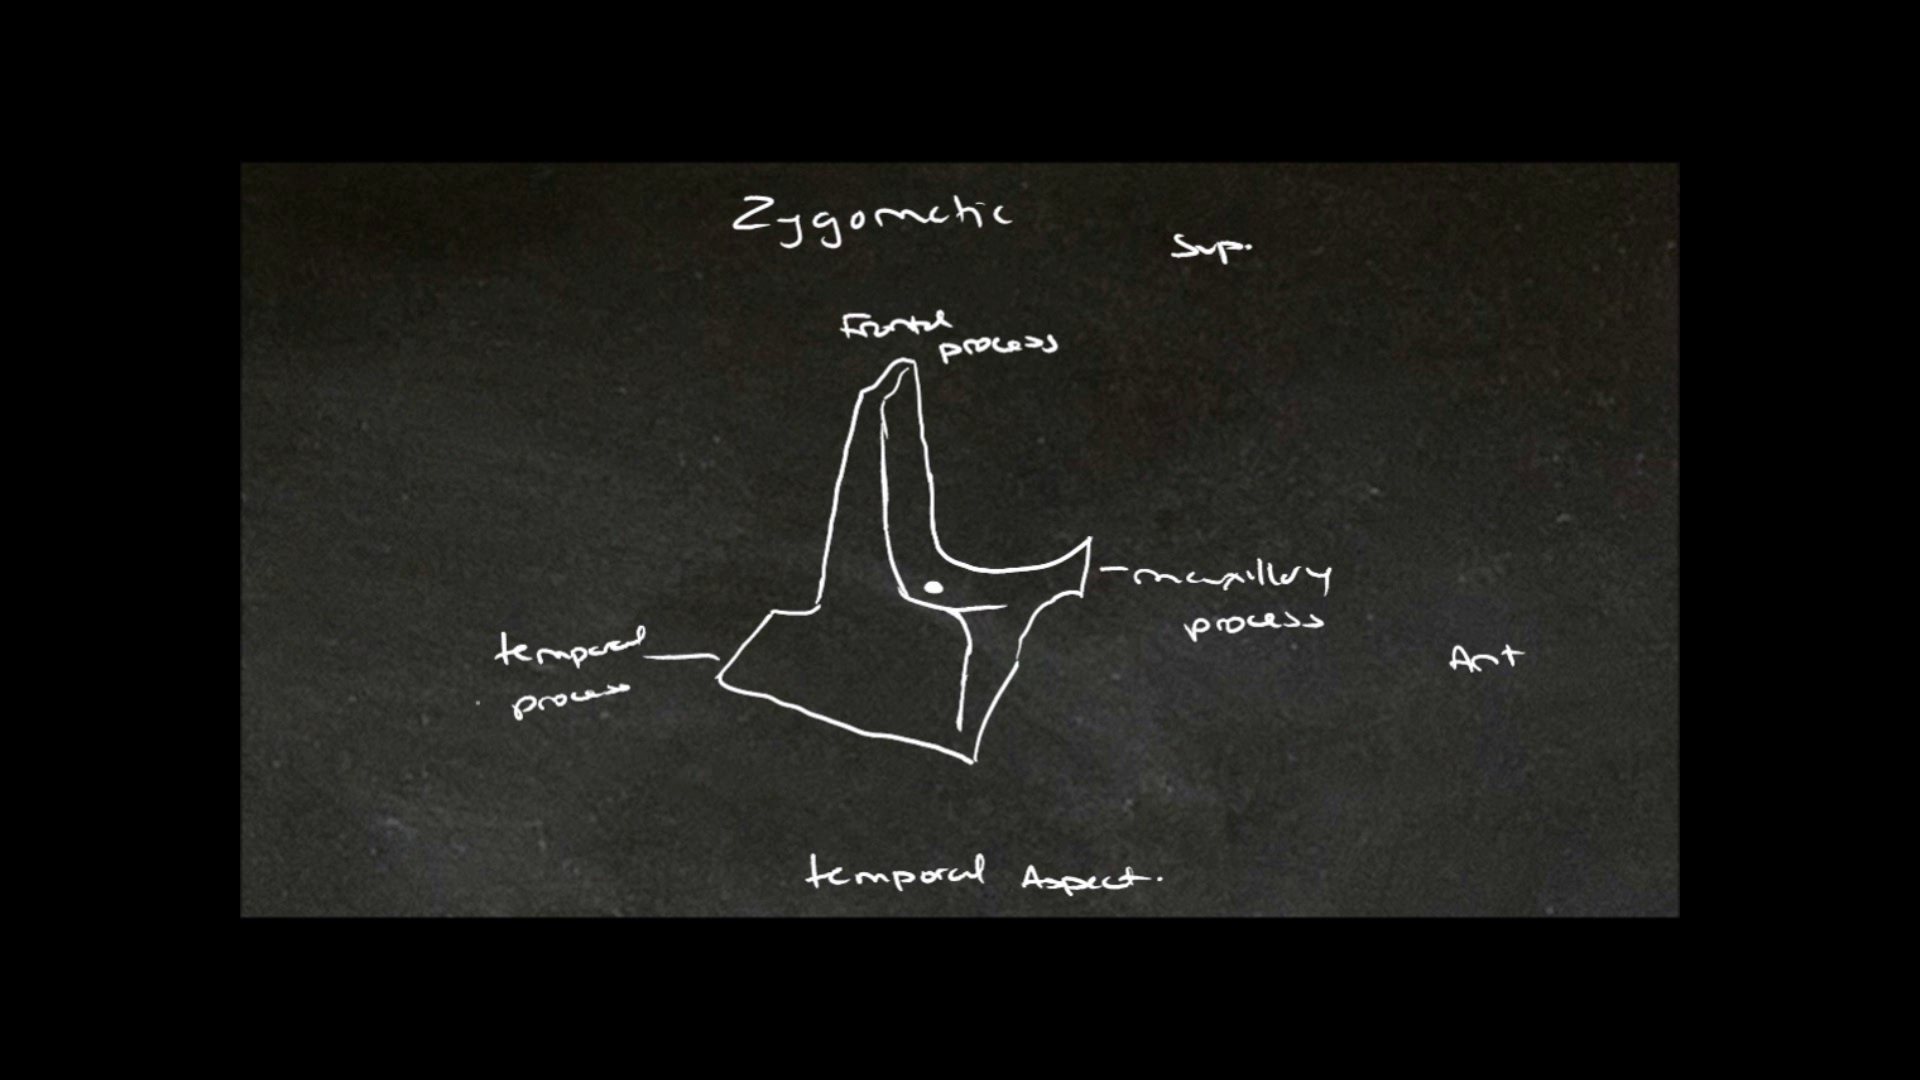 Zygomatic
Sup.
Frontal
process
maxillary
process
temporal
process
Ant
temporal Aspect.